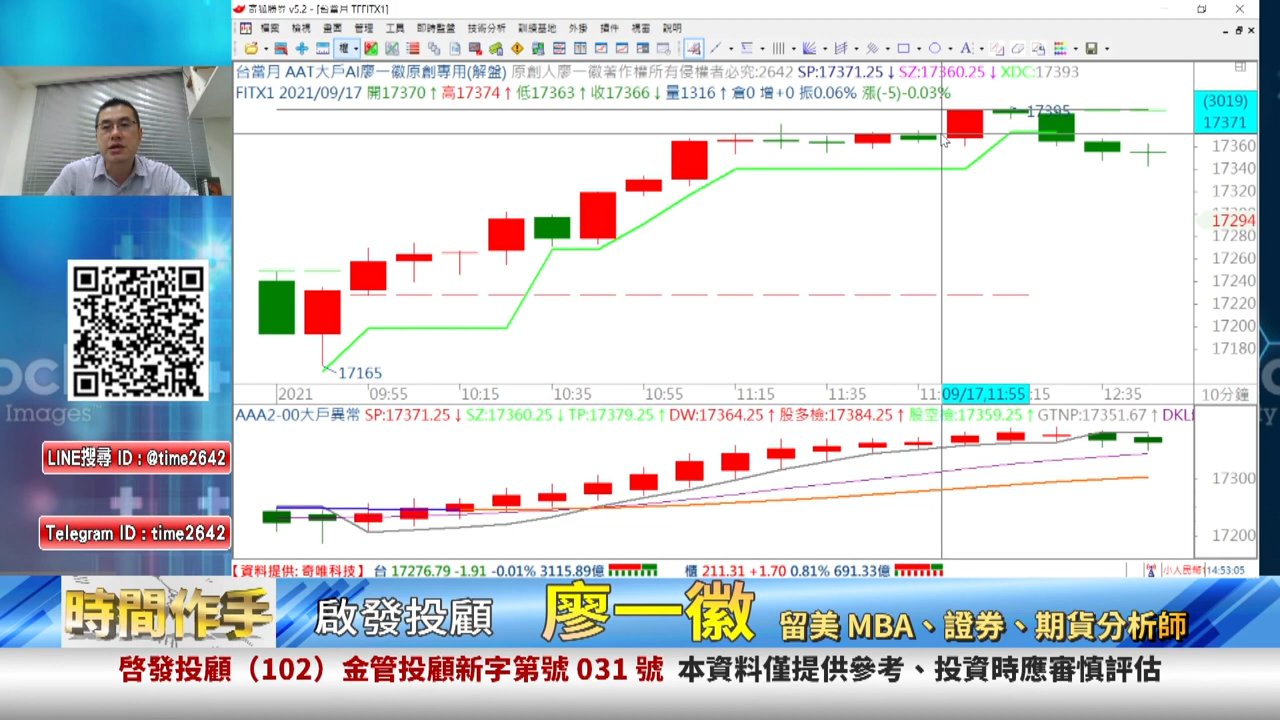 奇狐勝券 v5.2 - [台當月 TFFITX1]
檔案 檢視 畫面 管理 工具 即時監盤 技術分析 訓練基地 外掛 插件 視窗 說明
台當月 AAT大戶AI廖一徽原創專用(解盤) 原創人廖一徽著作權所有侵權者必究:2642 SP:17371.25↓ SZ:17360.25↓ XDC:17393
FITX1 2021/09/17 開17370↑ 高17374↑ 低17363↑ 收17366↓ 量1316↑ 倉0 增+0 振0.06% 漲(-5)-0.03%
17395
(3019)
17371
17360
17340
17320
17294
17280
17260
17240
17220
17200
17180
17165
2021 09:55 10:15 10:35 10:55 11:15 11:35 11: 09/17,11:55 :15 12:35 10分鐘
AAA2-00大戶異常 SP:17371.25↓ SZ:17360.25↓ TP:17379.25↑ DW:17364.25↑ 股多檢:17384.25↑ 股空檢:17359.25↑ GTNP:17351.67↑ DKL
17300
17200
ock
Images
LINE搜尋 ID：@time2642
Telegram ID：time2642
【資料提供: 奇唯科技】 台 17276.79 -1.91 -0.01% 3115.89億 櫃 211.31 +1.70 0.81% 691.33億 小人民幣 14:53:05
時間作手 啟發投顧 廖一徽 留美 MBA、證券、期貨分析師
啓發投顧（102）金管投顧新字第號 031 號 本資料僅提供參考、投資時應審慎評估